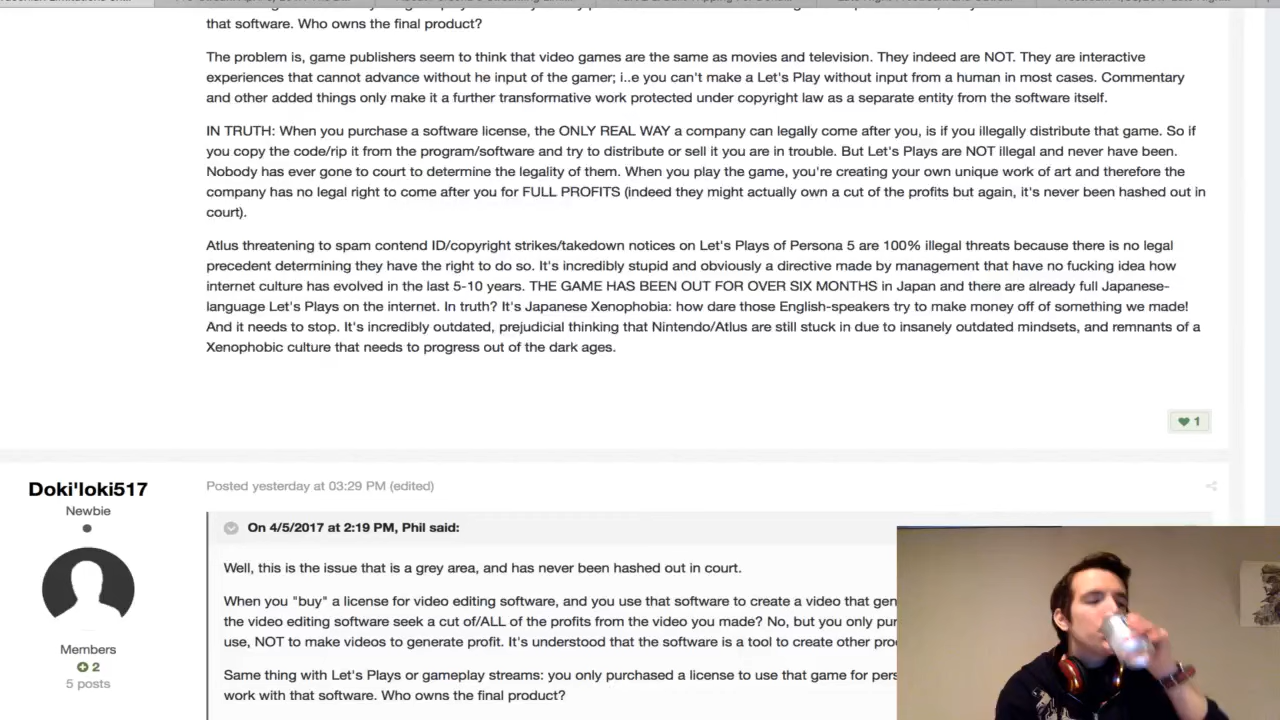 that software. Who owns the final product?
The problem is, game publishers seem to think that video games are the same as movies and television. They indeed are NOT. They are interactive
experiences that cannot advance without he input of the gamer; i..e you can't make a Let's Play without input from a human in most cases. Commentary
and other added things only make it a further transformative work protected under copyright law as a separate entity from the software itself.
IN TRUTH: When you purchase a software license, the ONLY REAL WAY a company can legally come after you, is if you illegally distribute that game. So if
you copy the code/rip it from the program/software and try to distribute or sell it you are in trouble. But Let's Plays are NOT illegal and never have been.
Nobody has ever gone to court to determine the legality of them. When you play the game, you're creating your own unique work of art and therefore the
company has no legal right to come after you for FULL PROFITS (indeed they might actually own a cut of the profits but again, it's never been hashed out in
court).
Atlus threatening to spam contend ID/copyright strikes/takedown notices on Let's Plays of Persona 5 are 100% illegal threats because there is no legal
precedent determining they have the right to do so. It's incredibly stupid and obviously a directive made by management that have no fucking idea how
internet culture has evolved in the last 5-10 years. THE GAME HAS BEEN OUT FOR OVER SIX MONTHS in Japan and there are already full Japanese-
language Let's Plays on the internet. In truth? It's Japanese Xenophobia: how dare those English-speakers try to make money off of something we made!
And it needs to stop. It's incredibly outdated, prejudicial thinking that Nintendo/Atlus are still stuck in due to insanely outdated mindsets, and remnants of a
Xenophobic culture that needs to progress out of the dark ages.
1
Doki'loki517
Posted yesterday at 03:29 PM (edited)
Newbie
On 4/5/2017 at 2:19 PM, Phil said:
Well, this is the issue that is a grey area, and has never been hashed out in court.
When you "buy" a license for video editing software, and you use that software to create a video that gen
the video editing software seek a cut of/ALL of the profits from the video you made? No, but you only pur
use, NOT to make videos to generate profit. It's understood that the software is a tool to create other pro
Members
2
5 posts
Same thing with Let's Plays or gameplay streams: you only purchased a license to use that game for pers
work with that software. Who owns the final product?